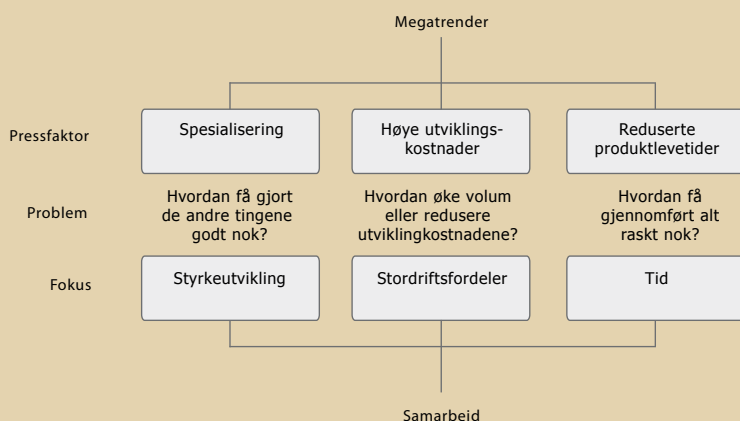 Megatrender
Pressfaktor
Spesialisering
Høye utviklings-
kostnader
Reduserte
produktlevetider
Problem
Hvordan få gjort
de andre tingene
godt nok?
Hvordan øke volum
eller redusere
utviklingkostnadene?
Hvordan få
gjennomført alt
raskt nok?
Fokus
Styrkeutvikling
Stordriftsfordeler
Tid
Samarbeid